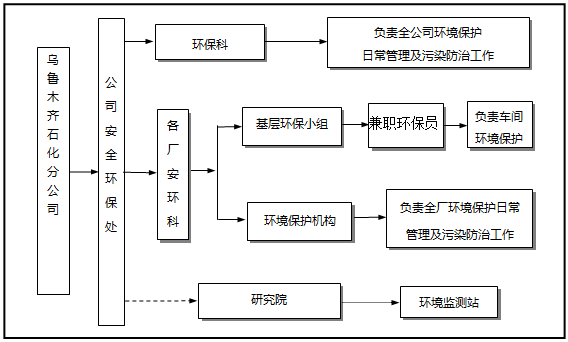 乌鲁木齐石化分公司
公司安全环保处
环保科
负责全公司环境保护
日常管理及污染防治工作
各厂安环科
基层环保小组
兼职环保员
负责车间
环境保护
环境保护机构
负责全厂环境保护日常
管理及污染防治工作
研究院
环境监测站